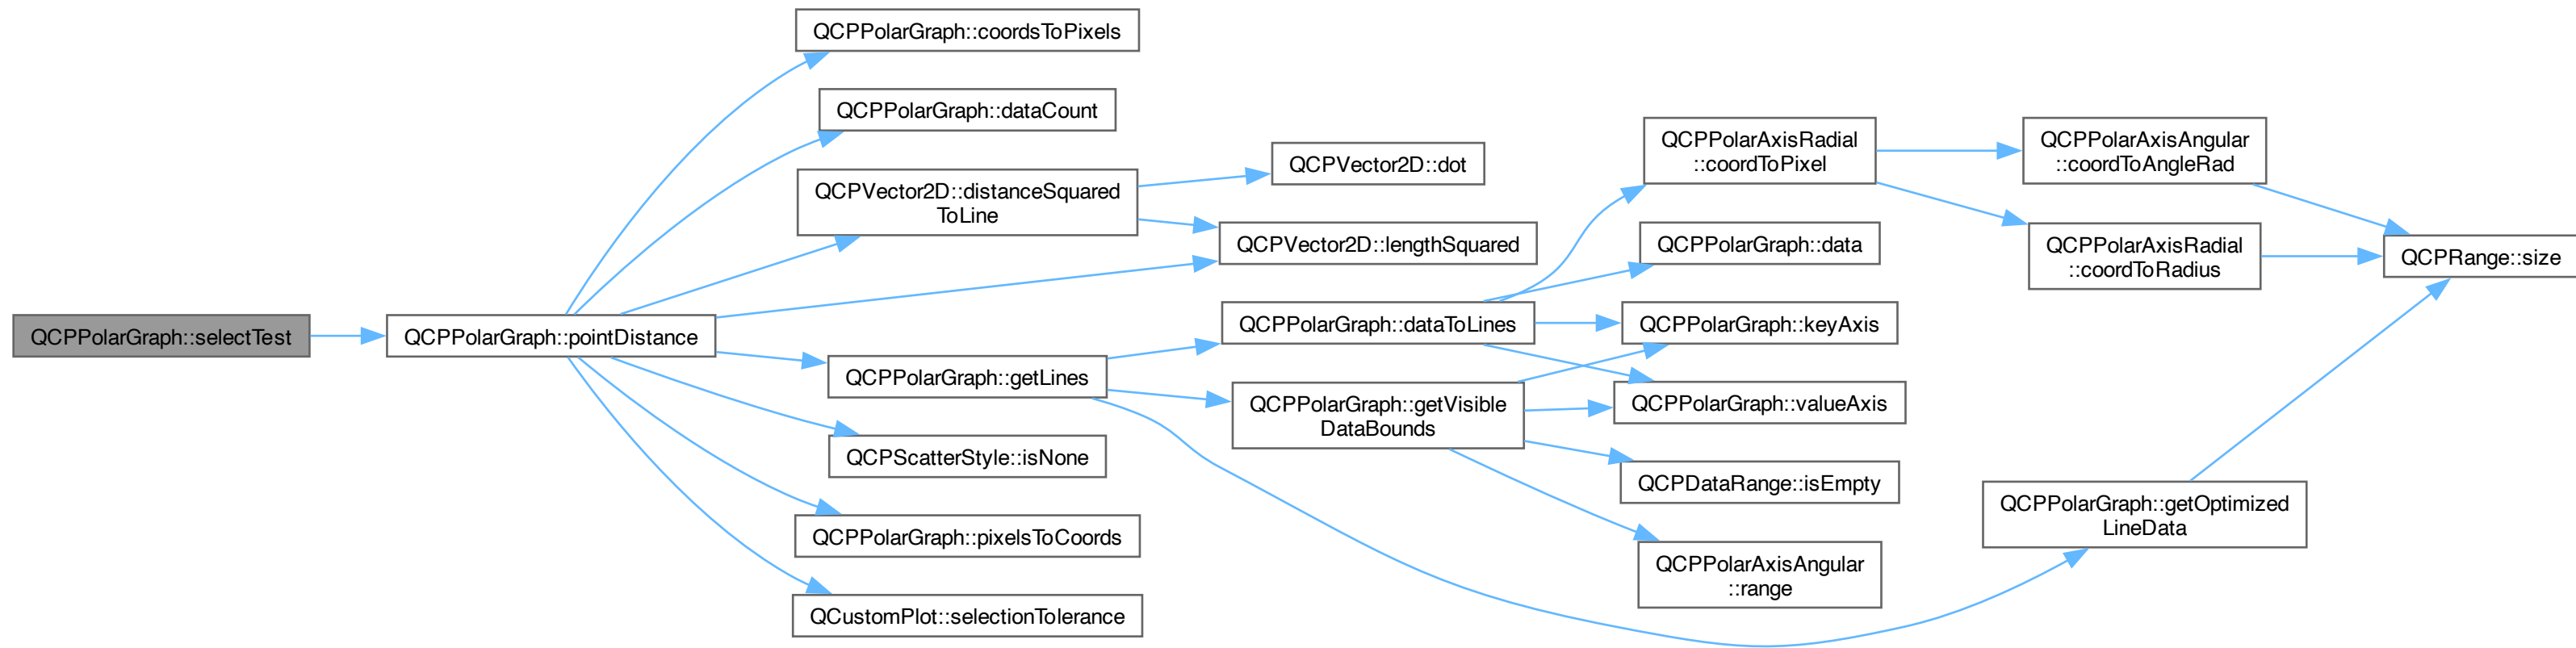 QCPPolarGraph::selectTest
QCPPolarGraph::pointDistance
QCPPolarGraph::coordsToPixels
QCPPolarGraph::dataCount
QCPVector2D::distanceSquared
ToLine
QCPVector2D::dot
QCPVector2D::lengthSquared
QCPPolarGraph::getLines
QCPPolarGraph::dataToLines
QCPPolarAxisRadial
::coordToPixel
QCPPolarAxisAngular
::coordToAngleRad
QCPPolarAxisRadial
::coordToRadius
QCPRange::size
QCPPolarGraph::data
QCPPolarGraph::keyAxis
QCPPolarGraph::valueAxis
QCPPolarGraph::getVisible
DataBounds
QCPDataRange::isEmpty
QCPPolarAxisAngular
::range
QCPPolarGraph::getOptimized
LineData
QCPScatterStyle::isNone
QCPPolarGraph::pixelsToCoords
QCustomPlot::selectionTolerance